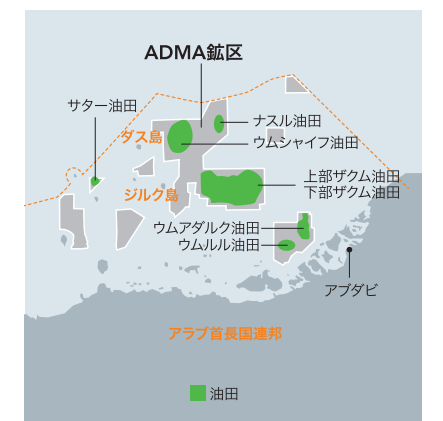 ADMA鉱区
サター油田
ナスル油田
ダス島
ウムシャイフ油田
上部ザクム油田
下部ザクム油田
ジルク島
ウムアダルク油田
ウムルル油田
アブダビ
アラブ首長国連邦
油田